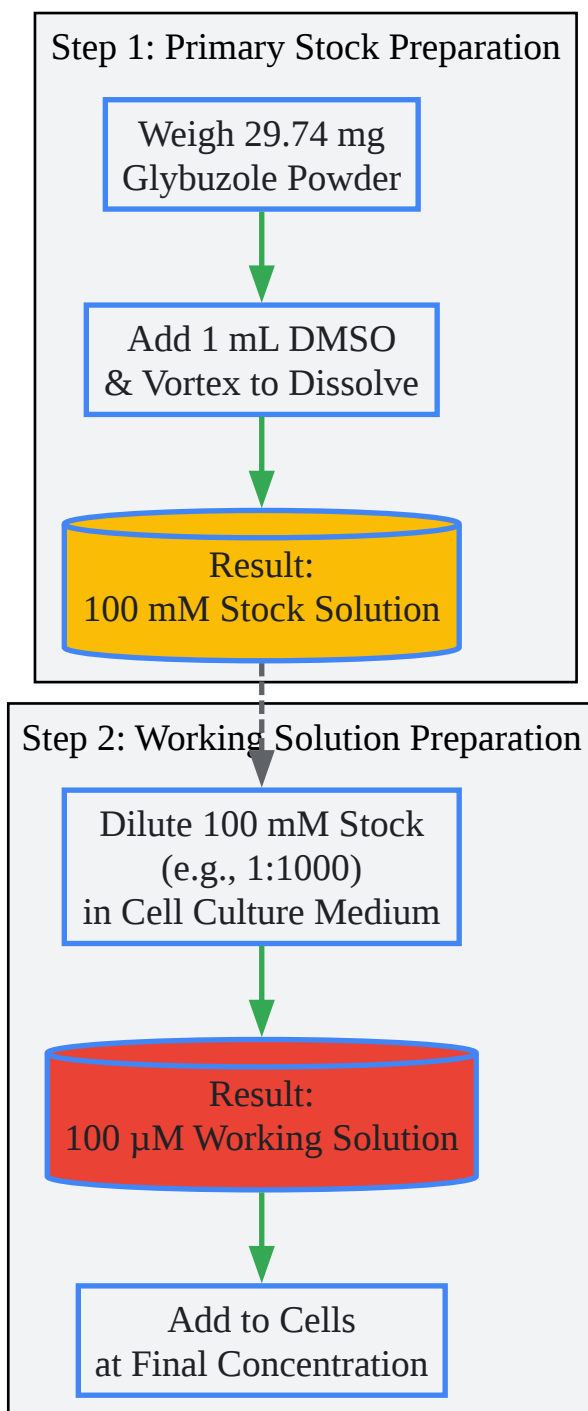 Step 1: Primary Stock Preparation
Weigh 29.74 mg
Glybuzole Powder
Add 1 mL DMSO
& Vortex to Dissolve
Result:
100 mM Stock Solution
Step 2: Working Solution Preparation
Dilute 100 mM Stock
(e.g., 1:1000)
in Cell Culture Medium
Result:
100 µM Working Solution
Add to Cells
at Final Concentration